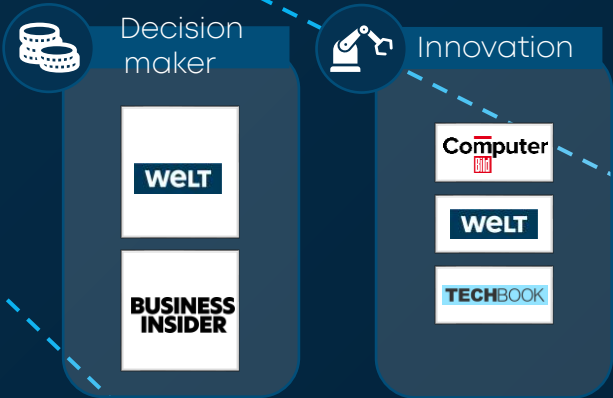 Decision
maker
WELT
BUSINESS
INSIDER
Innovation
Computer
Bild
WELT
TECHBOOK